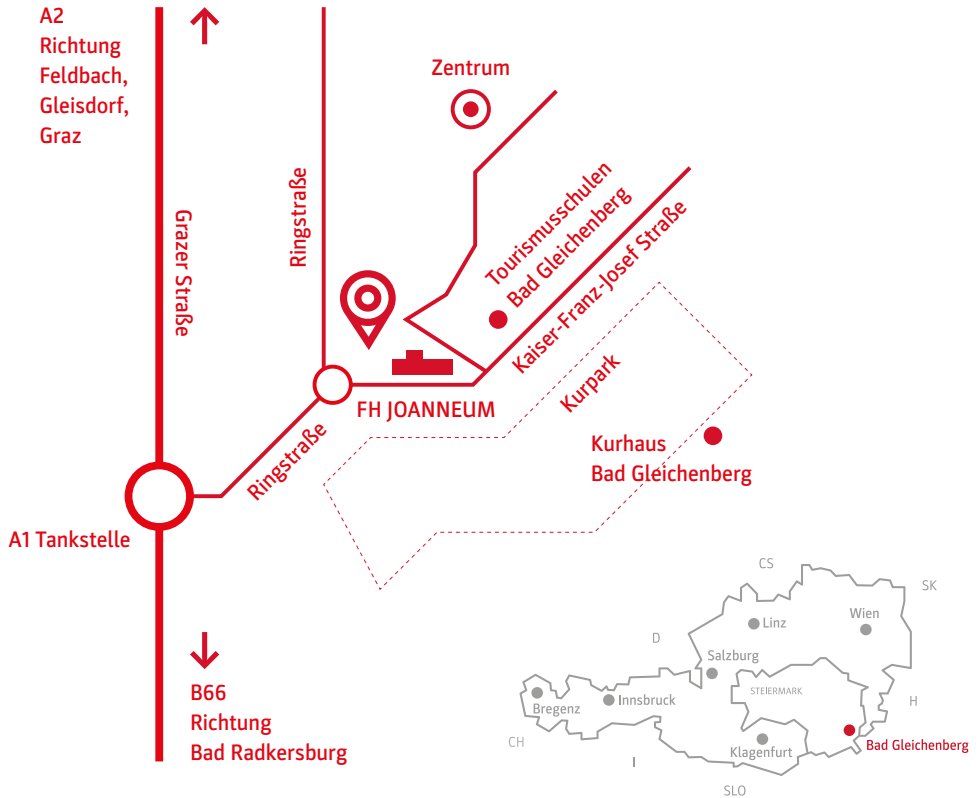 A2
Richtung
Feldbach,
Gleisdorf,
Graz
Zentrum
Grazer Straße
Ringstraße
Tourismusschulen
Bad Gleichenberg
Kaiser-Franz-Josef Straße
Kurpark
FH JOANNEUM
Ringstraße
Kurhaus
Bad Gleichenberg
A1 Tankstelle
B66
Richtung
Bad Radkersburg
CS
SK
Linz
Wien
D
Salzburg
STEIERMARK
Innsbruck
Bregenz
H
CH
Klagenfurt
Bad Gleichenberg
I
SLO